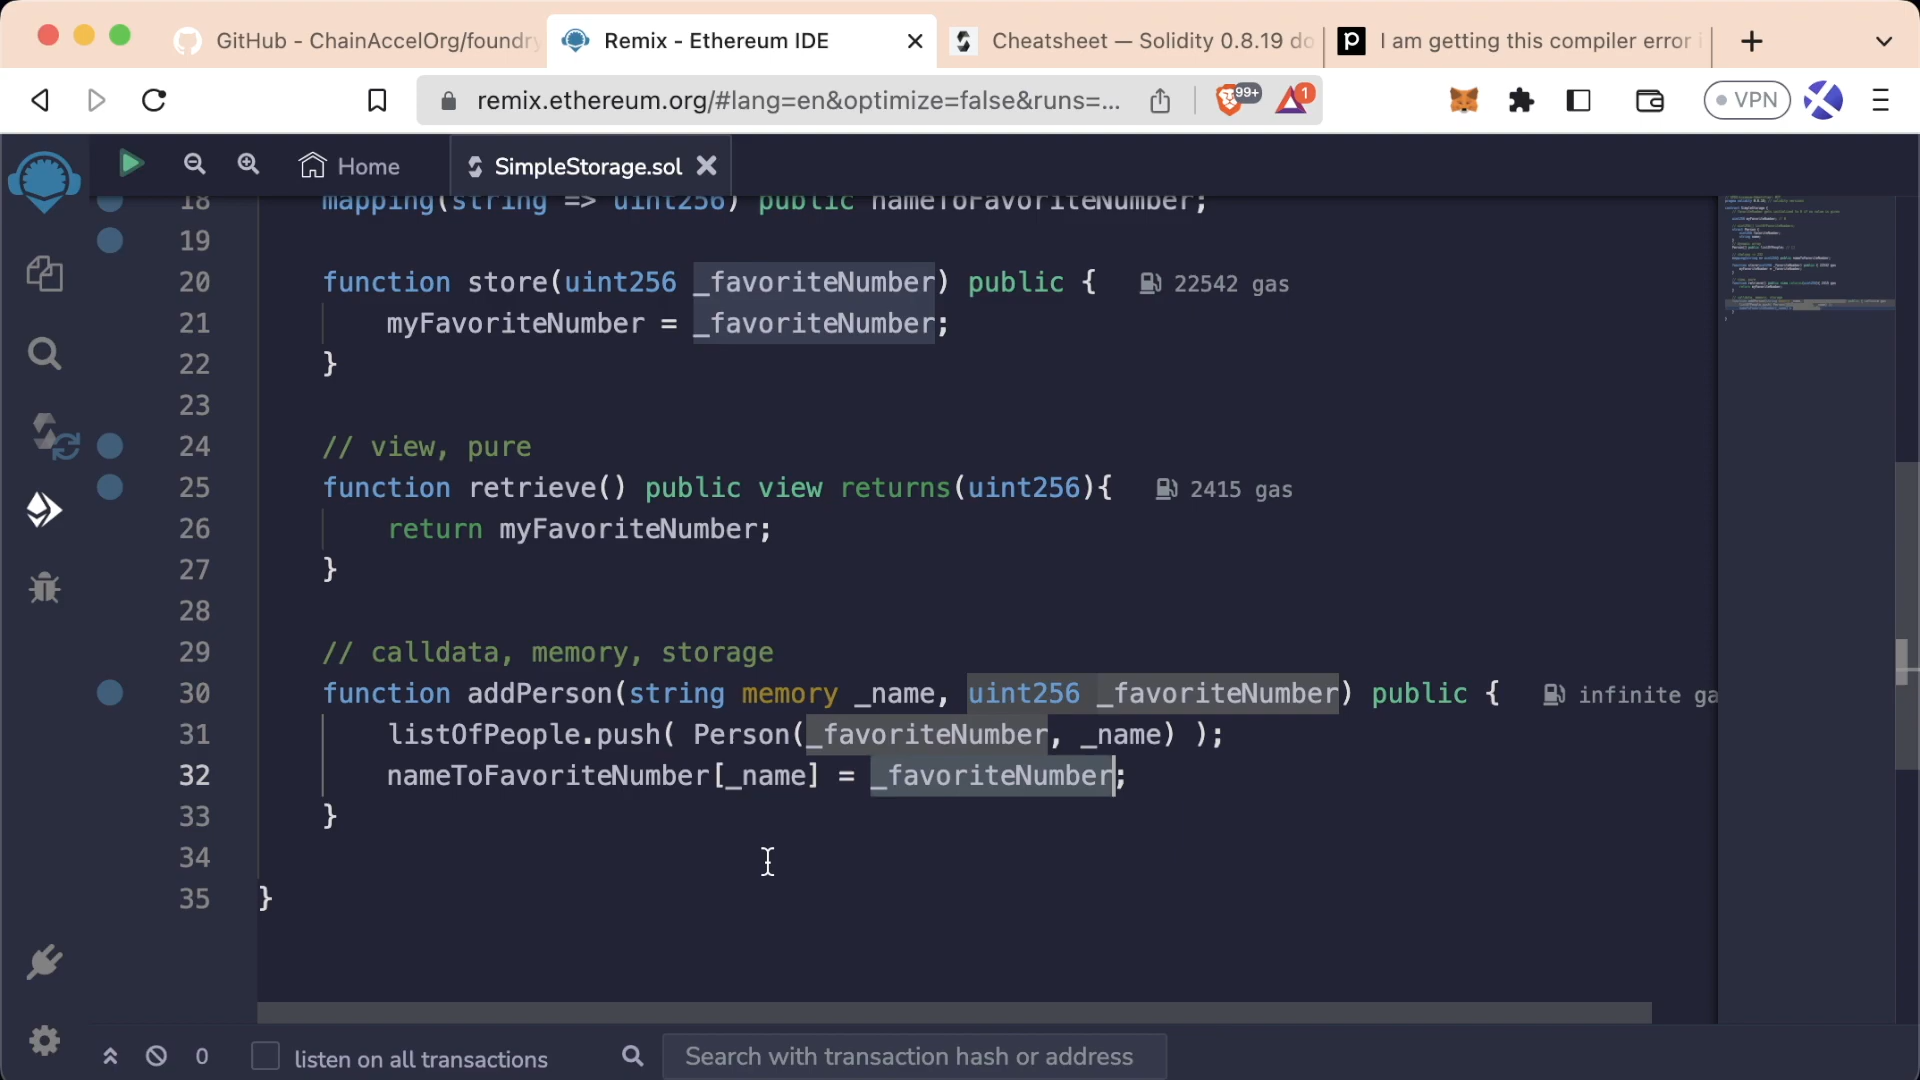 GitHub - ChainAccelOrg/foundry
Remix - Ethereum IDE
Cheatsheet — Solidity 0.8.19 do
I am getting this compiler error i
remix.ethereum.org/#lang=en&optimize=false&runs=...
99+
1
VPN
Home
SimpleStorage.sol
18 mapping(string => uint256) public nameToFavoriteNumber;
19
20 function store(uint256 _favoriteNumber) public { 22542 gas
21 myFavoriteNumber = _favoriteNumber;
22 }
23
24 // view, pure
25 function retrieve() public view returns(uint256){ 2415 gas
26 return myFavoriteNumber;
27 }
28
29 // calldata, memory, storage
30 function addPerson(string memory _name, uint256 _favoriteNumber) public { infinite ga
31 listOfPeople.push( Person(_favoriteNumber, _name) );
32 nameToFavoriteNumber[_name] = _favoriteNumber;
33 }
34
35 }
0
listen on all transactions
Search with transaction hash or address